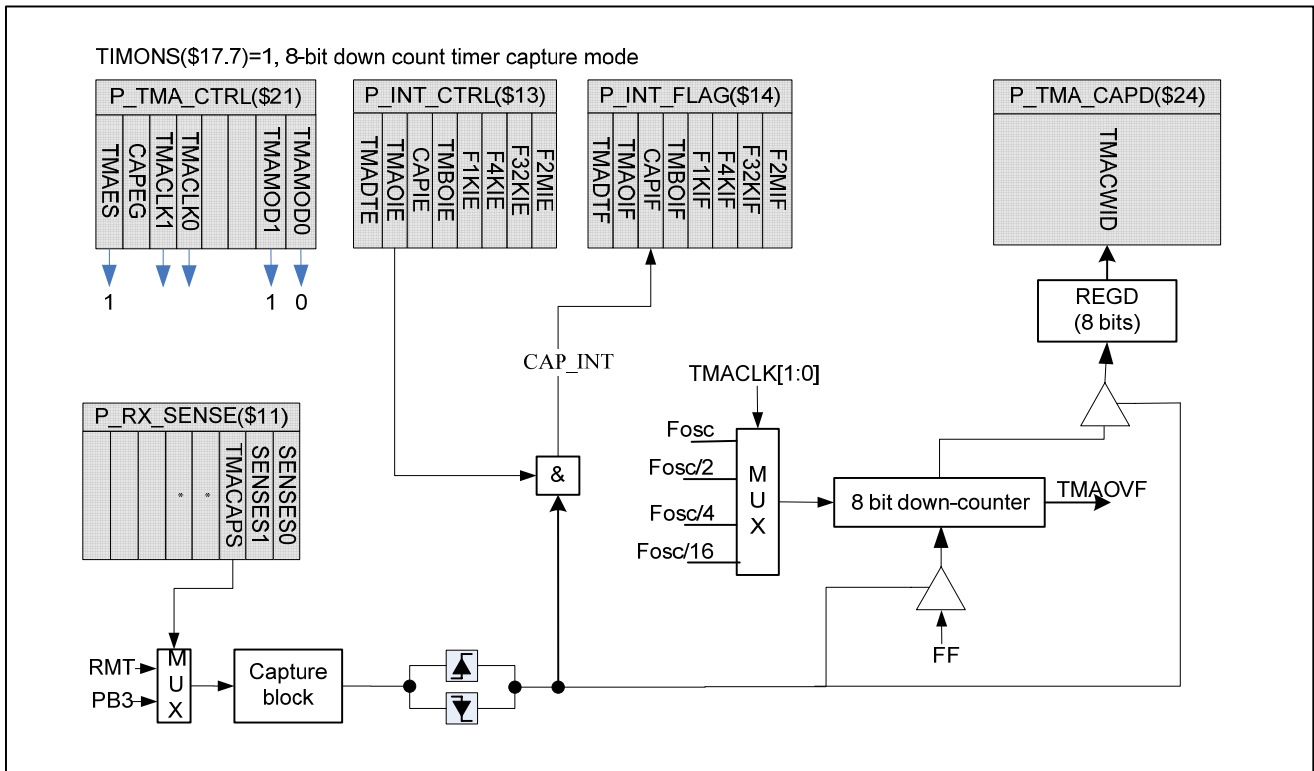 TIMONS($17.7)=1, 8-bit down count timer capture mode
P_TMA_CTRL($21)
TMAES
CAPEG
TMACLK1
TMACLK0
TMAMOD1
TMAMOD0
1
1
0
P_INT_CTRL($13)
TMADTE
TMAOIE
CAPIE
TMBOIE
F1KIE
F4KIE
F32KIE
F2MIE
P_INT_FLAG($14)
TMADTF
TMAOIF
CAPIF
TMBOIF
F1KIF
F4KIF
F32KIF
F2MIF
P_TMA_CAPD($24)
TMACWID
REGD
(8 bits)
CAP_INT
TMACLK[1:0]
P_RX_SENSE($11)
*
*
TMACAPS
SENSES1
SENSES0
Fosc
Fosc/2
Fosc/4
Fosc/16
M
U
X
&
8 bit down-counter
TMAOVF
FF
RMT
PB3
M
U
X
Capture
block